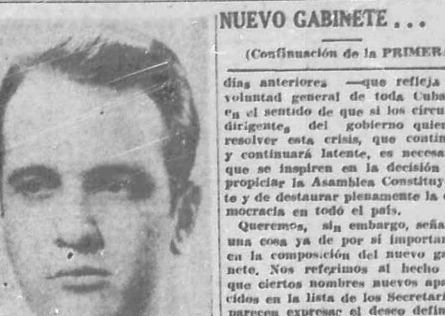 NUEVO GABINETE...
(Continuación de la PRIMERA
días anteriores —que refleja
voluntad general de toda Cuba
en el sentido de que si los círcu
dirigentes del gobierno quier
resolver esta crisis, que contin
y continuará latente, es necesa
que se inspiren en la decisión
propiciar la Asamblea Constituy
te y de destaurar plenamente la
mocracia en todó el país.
Queremos, sin embargo, seña
una cosa ya de por sí importan
en la composición del nuevo ga
nete. Nos referimos al hecho
que ciertos nombres nuevos apa
cidos en la lista de los Secretari
parecen expresar el deseo defin